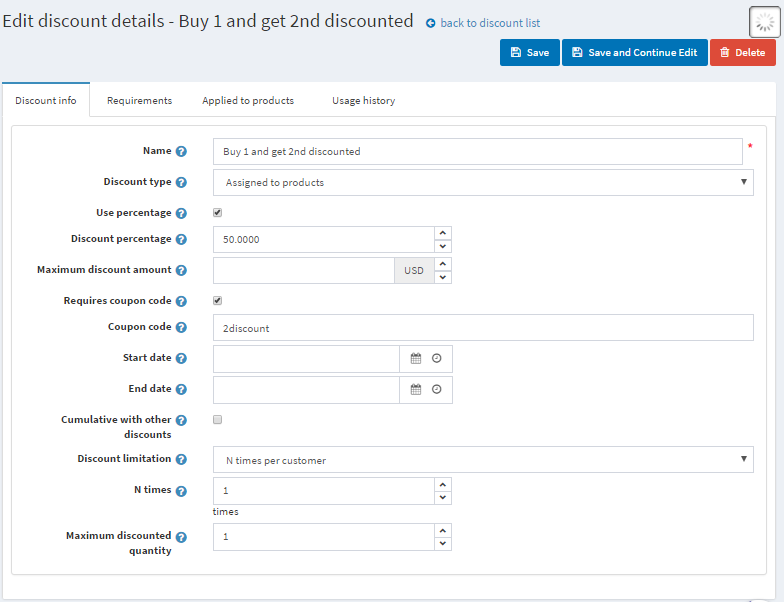 Edit discount details - Buy 1 and get 2nd discounted back to discount list
Save Save and Continue Edit Delete
Discount info Requirements Applied to products Usage history
Name ? Buy 1 and get 2nd discounted *
Discount type ? Assigned to products
Use percentage ?
Discount percentage ? 50.0000
Maximum discount amount ? USD
Requires coupon code ?
Coupon code ? 2discount
Start date ?
End date ?
Cumulative with other ?
discounts
Discount limitation ? N times per customer
N times ? 1
times
Maximum discounted ? 1
quantity